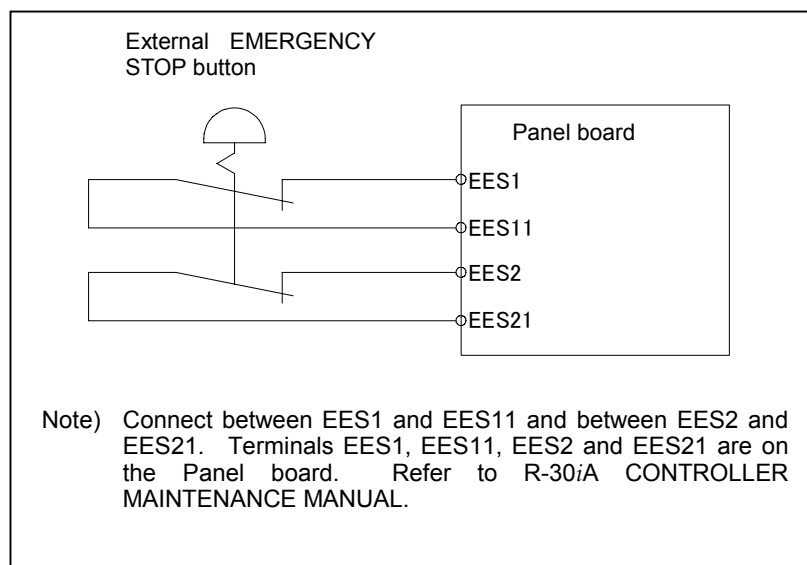 External EMERGENCY
STOP button
Panel board
EES1
EES11
EES2
EES21
Note) Connect between EES1 and EES11 and between EES2 and
EES21. Terminals EES1, EES11, EES2 and EES21 are on
the Panel board. Refer to R-30iA CONTROLLER
MAINTENANCE MANUAL.